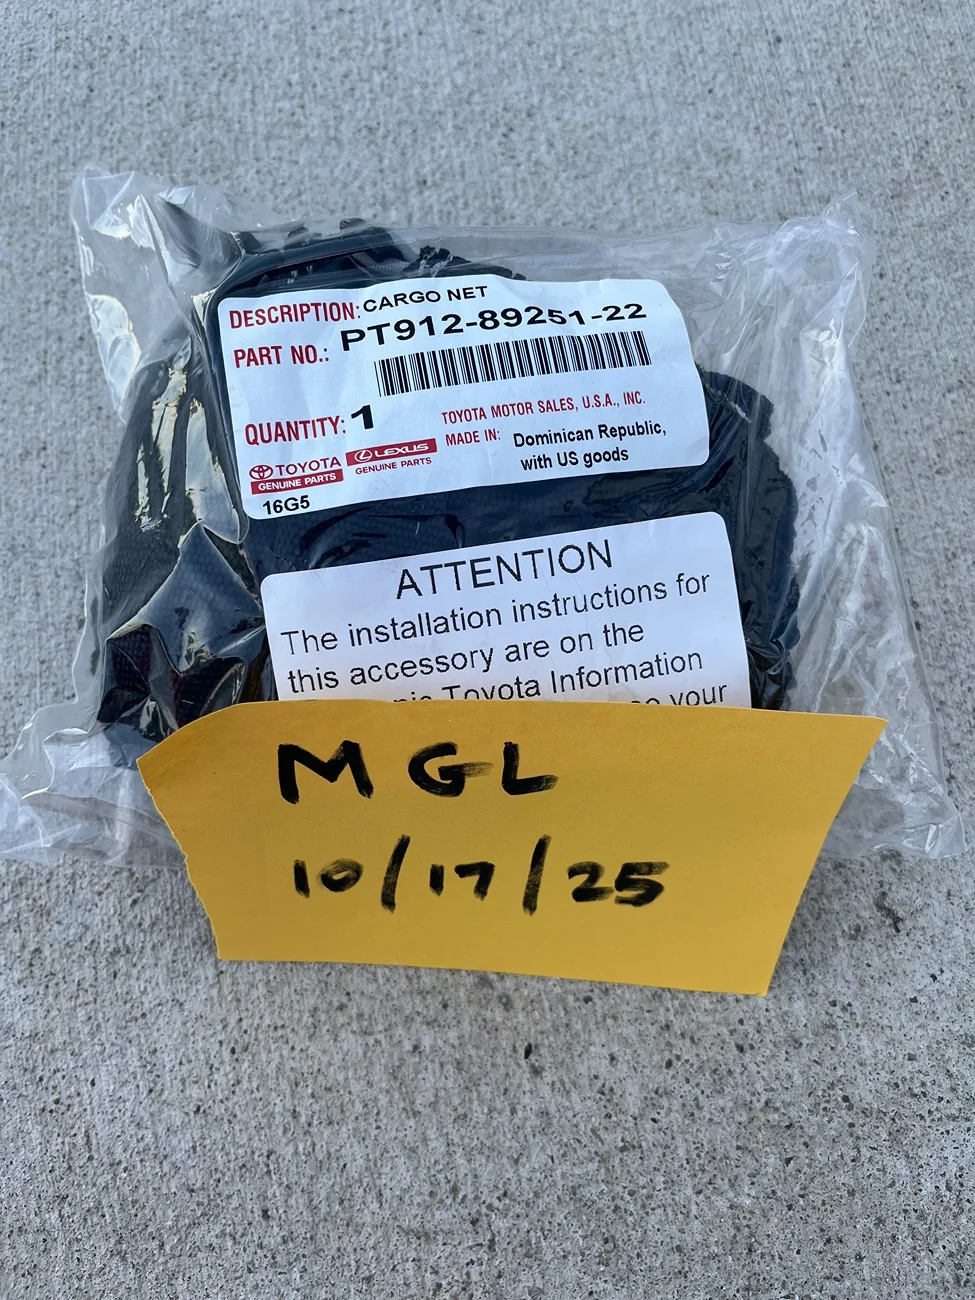 DESCRIPTION: CARGO NET
PART NO.: PT912-89251-22
QUANTITY: 1
TOYOTA MOTOR SALES, U.S.A., INC.
MADE IN: Dominican Republic,
with US goods
TOYOTA
GENUINE PARTS
LEXUS
GENUINE PARTS
16G5
ATTENTION
The installation instructions for
this accessory are on the
Toyota Information
your
MGL
10/17/25